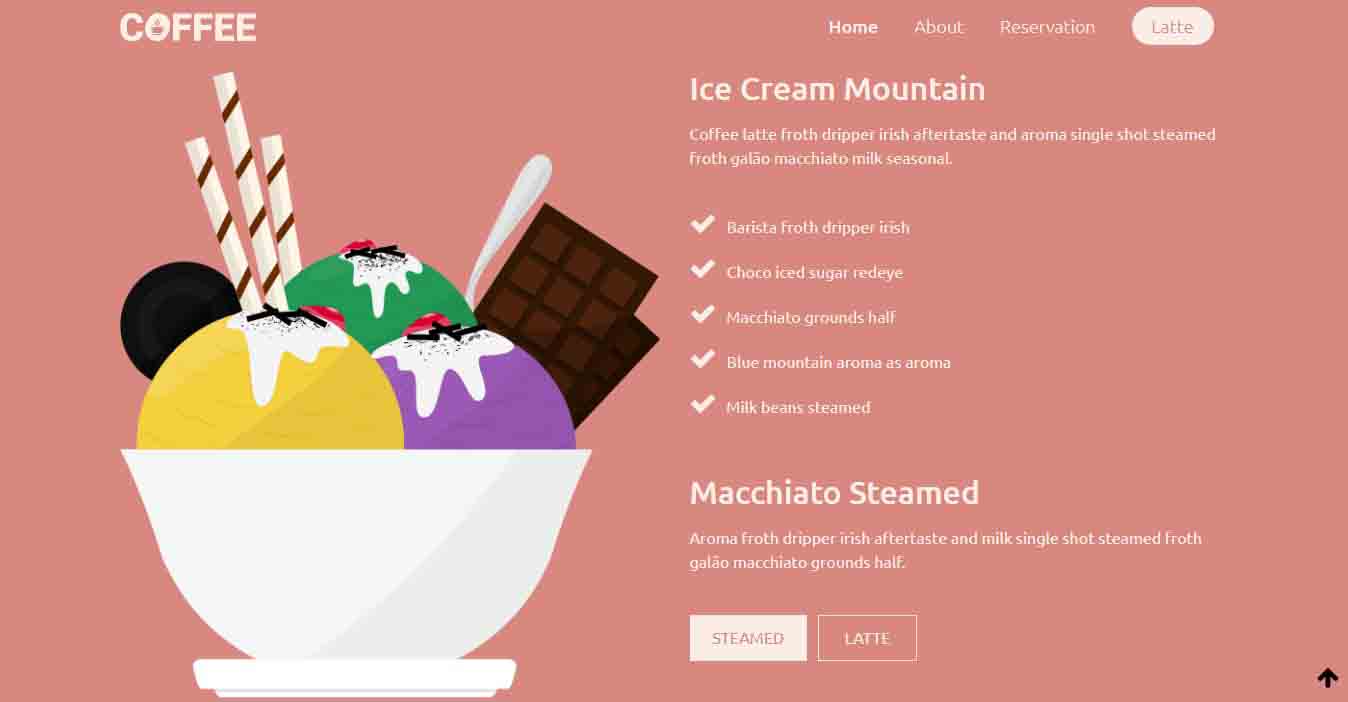 COFFEE
Home About Reservation Latte
Ice Cream Mountain
Coffee latte froth dripper irish aftertaste and aroma single shot steamed
froth galão macchiato milk seasonal.
Barista froth dripper irish
Choco iced sugar redeye
Macchiato grounds half
Blue mountain aroma as aroma
Milk beans steamed
Macchiato Steamed
Aroma froth dripper irish aftertaste and milk single shot steamed froth
galão macchiato grounds half.
STEAMED LATTE